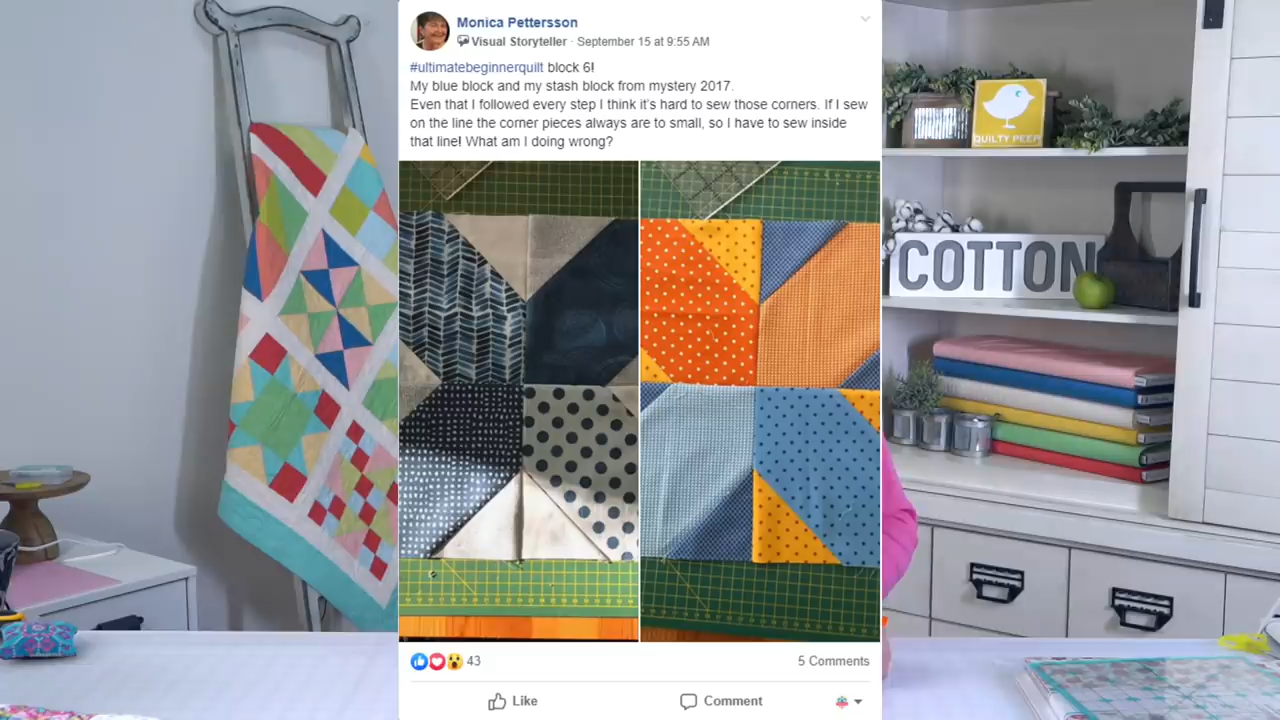 Monica Pettersson
Visual Storyteller · September 15 at 9:55 AM
#ultimatebeginnerquilt block 6!
My blue block and my stash block from mystery 2017.
Even that I followed every step I think it's hard to sew those corners. If I sew
on the line the corner pieces always are to small, so I have to sew inside
that line! What am I doing wrong?
QUILTY PEEP
COTTON
43
5 Comments
Like
Comment